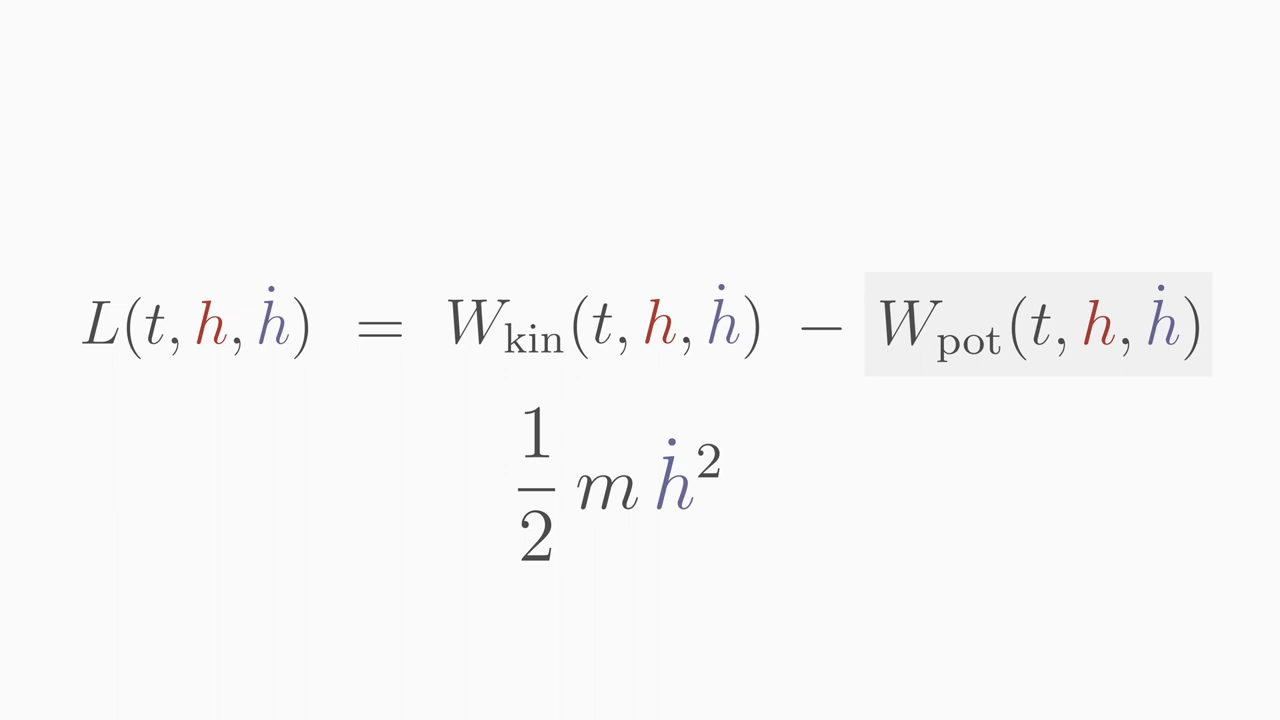 L(t, h, ḣ) = W_kin(t, h, ḣ) − W_pot(t, h, ḣ)
1/2 m ḣ²